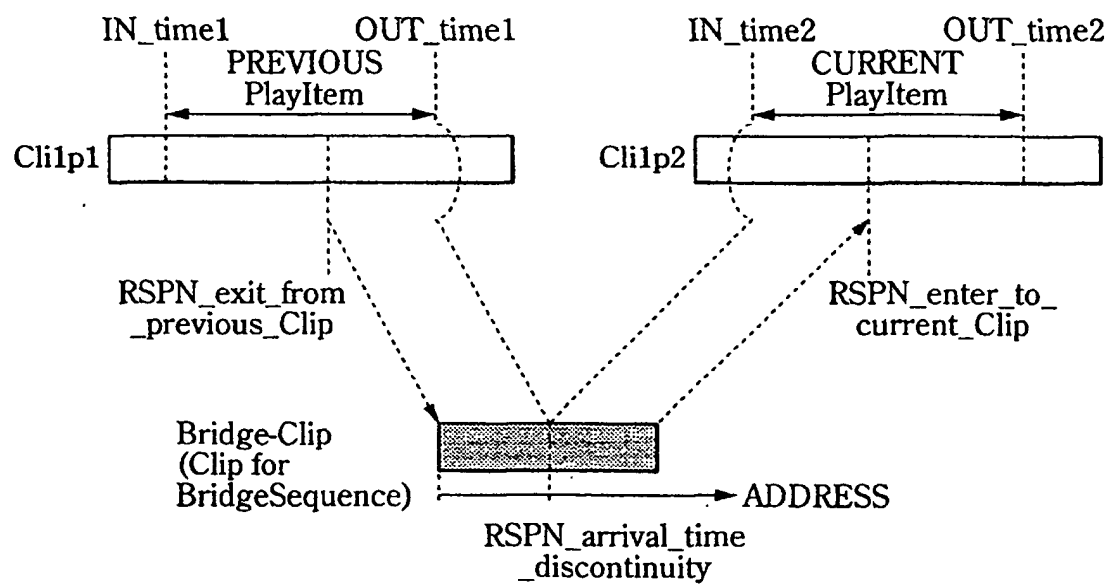 IN_time1
OUT_time1
IN_time2
OUT_time2
PREVIOUS
PlayItem
CURRENT
PlayItem
Cli1p1
Cli1p2
RSPN_exit_from
_previous_Clip
RSPN_enter_to_
current_Clip
Bridge-Clip
(Clip for
BridgeSequence)
ADDRESS
RSPN_arrival_time
_discontinuity